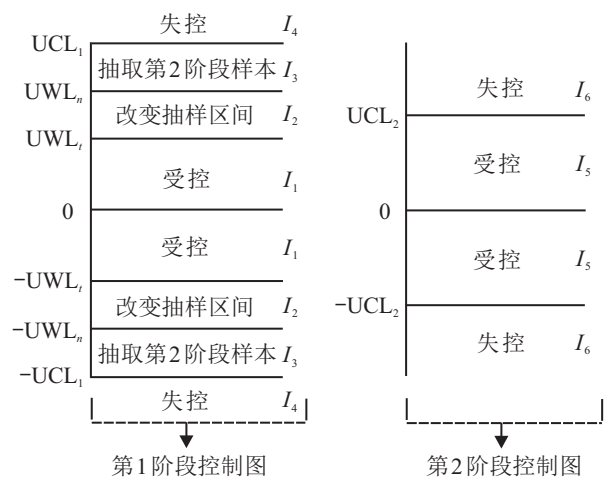 失控 I₄
UCL₁
抽取第2阶段样本 I₃
UWLₙ
改变抽样区间 I₂
UWLₜ
受控 I₁
0
受控 I₁
−UWLₜ
改变抽样区间 I₂
−UWLₙ
抽取第2阶段样本 I₃
−UCL₁
失控 I₄
第1阶段控制图
失控 I₆
UCL₂
受控 I₅
0
受控 I₅
−UCL₂
失控 I₆
第2阶段控制图